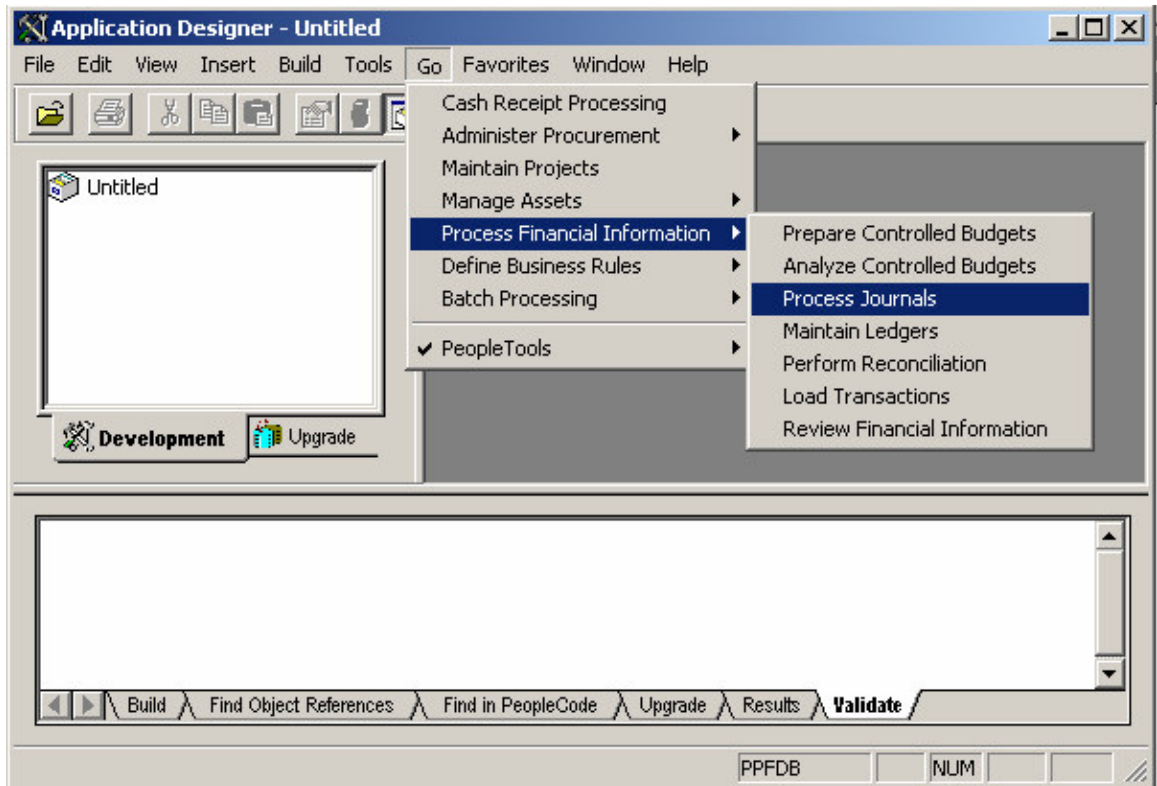 Application Designer - Untitled
File Edit View Insert Build Tools Go Favorites Window Help
Cash Receipt Processing
Administer Procurement
Maintain Projects
Manage Assets
Process Financial Information
Define Business Rules
Batch Processing
PeopleTools
Prepare Controlled Budgets
Analyze Controlled Budgets
Process Journals
Maintain Ledgers
Perform Reconciliation
Load Transactions
Review Financial Information
Untitled
Development Upgrade
Build Find Object References Find in PeopleCode Upgrade Results Validate
PPFDB NUM